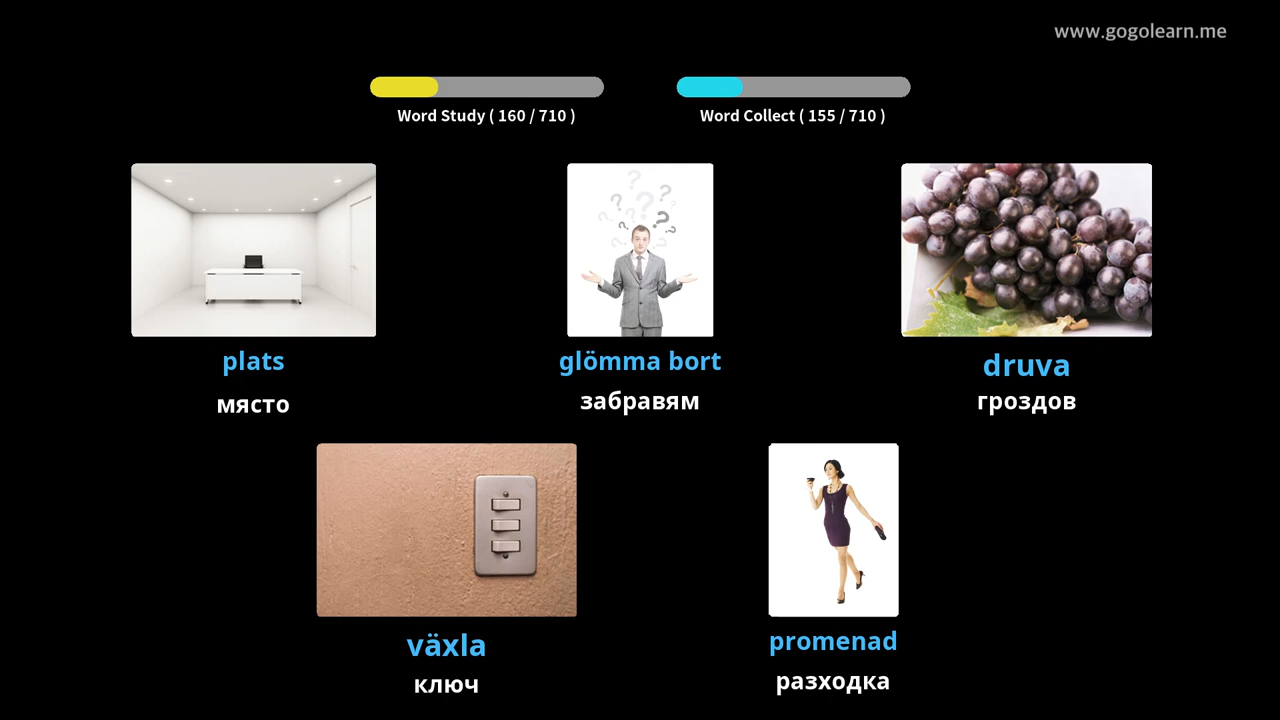 www.gogolearn.me
Word Study ( 160 / 710 )
Word Collect ( 155 / 710 )
plats
glömma bort
druva
място
забравям
гроздов
växla
promenad
ключ
разходка